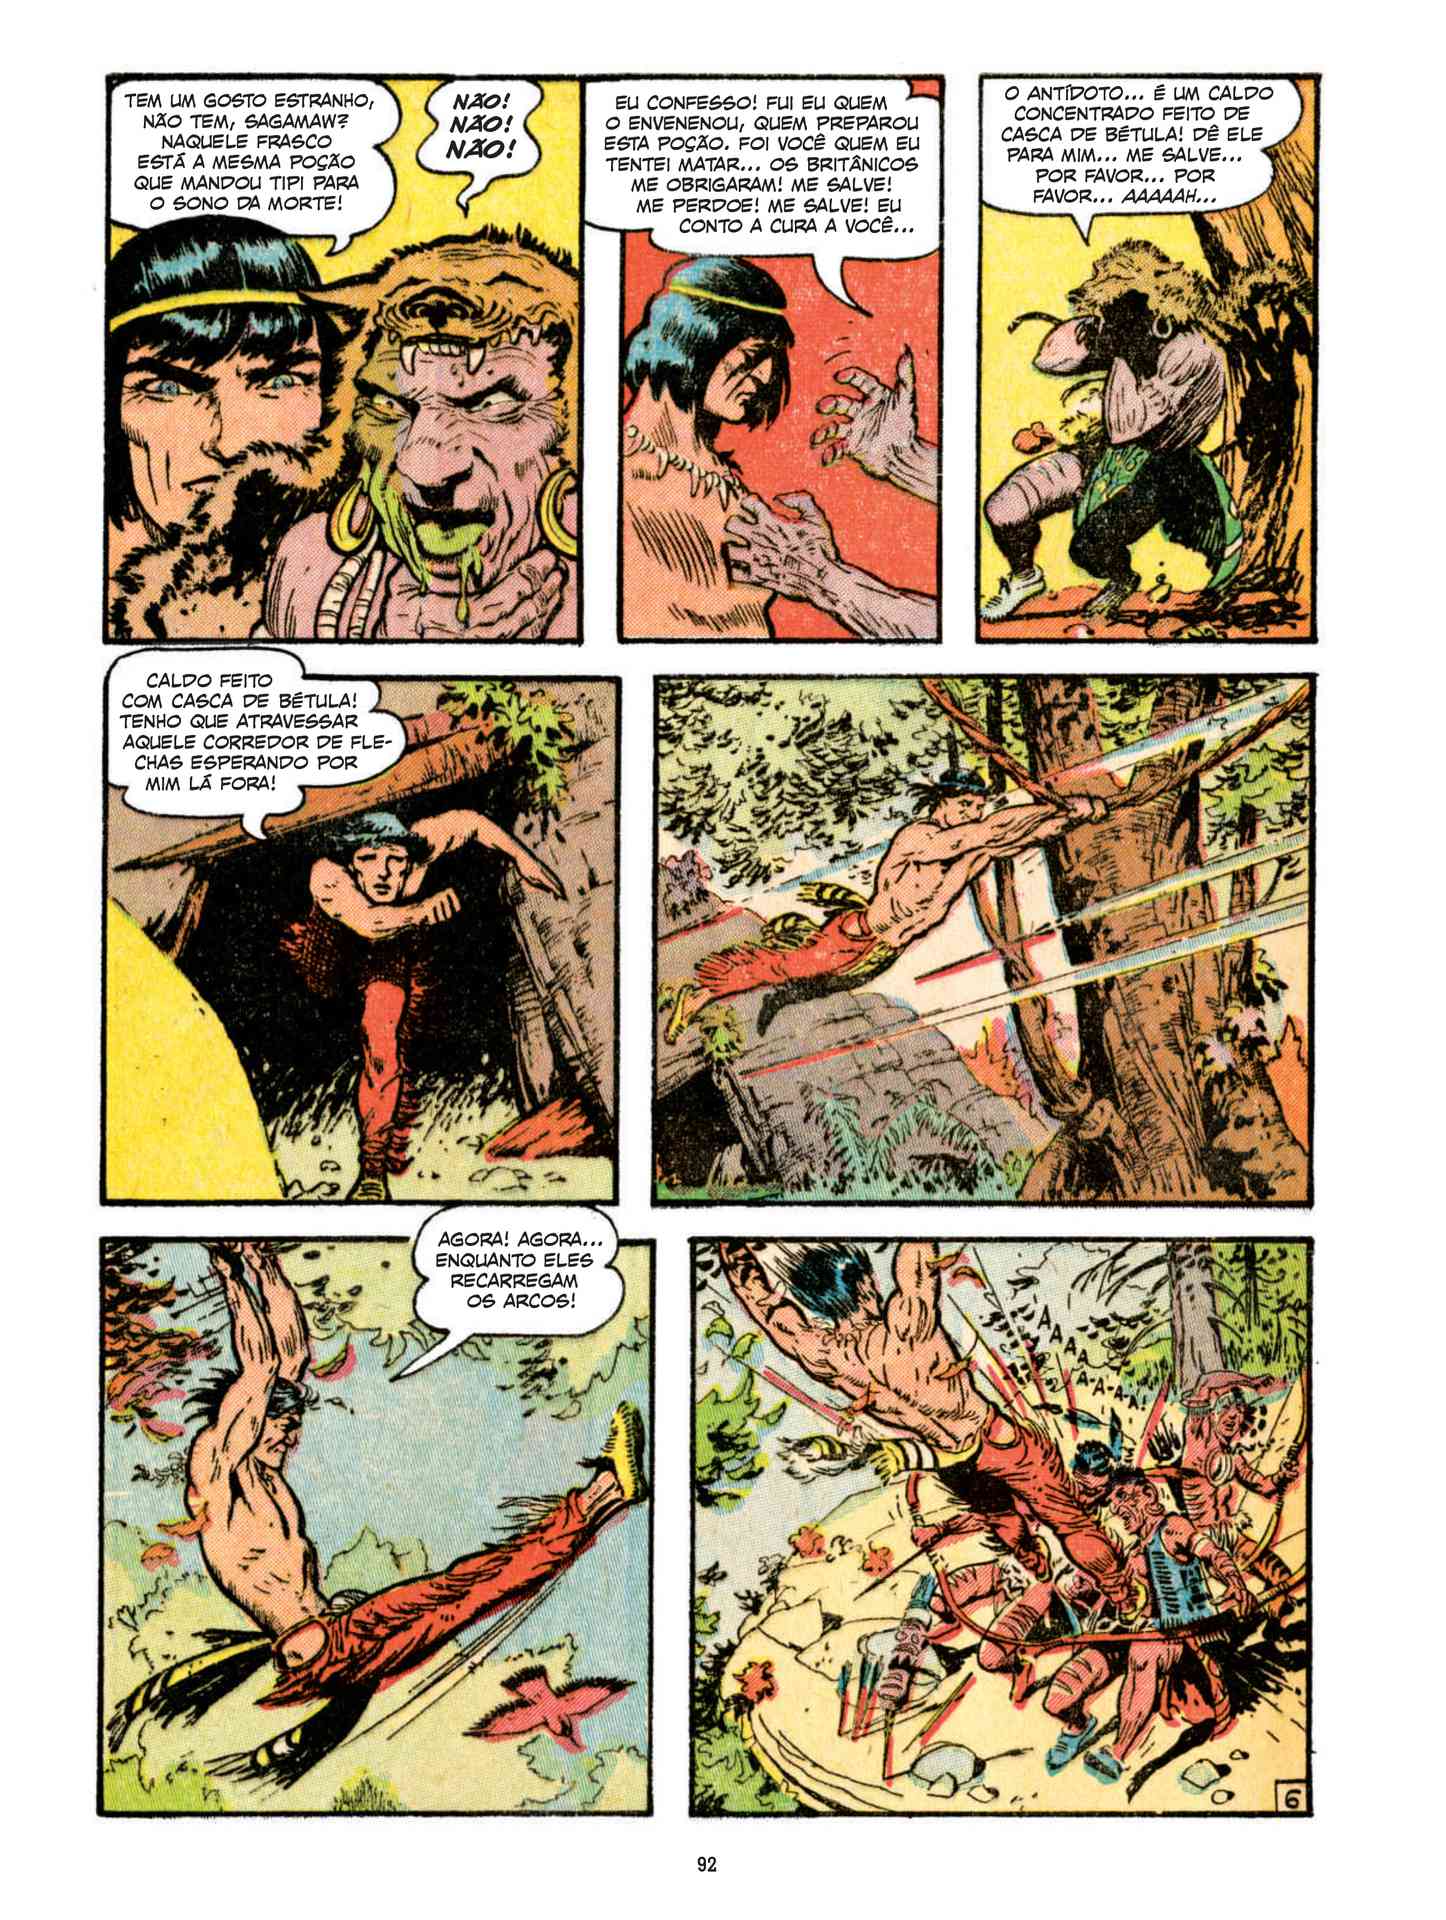 TEM UM GOSTO ESTRANHO,
NÃO TEM, SAGAMAW?
NAQUELE FRASCO
ESTÁ A MESMA POÇÃO
QUE MANDOU TIPI PARA
O SONO DA MORTE!
NÃO!
NÃO!
NÃO!
EU CONFESSO! FUI EU QUEM
O ENVENENOU, QUEM PREPAROU
ESTA POÇÃO. FOI VOCÊ QUEM EU
TENTEI MATAR... OS BRITÂNICOS
ME OBRIGARAM! ME SALVE!
ME PERDOE! ME SALVE! EU
CONTO A CURA A VOCÊ...
O ANTÍDOTO... É UM CALDO
CONCENTRADO FEITO DE
CASCA DE BÉTULA! DÊ ELE
PARA MIM... ME SALVE...
POR FAVOR... POR
FAVOR... AAAAAH...
CALDO FEITO
COM CASCA DE BÉTULA!
TENHO QUE ATRAVESSAR
AQUELE CORREDOR DE FLE-
CHAS ESPERANDO POR
MIM LÁ FORA!
AGORA! AGORA...
ENQUANTO ELES
RECARREGAM
OS ARCOS!
A A A A A-A-A-A!
6
92